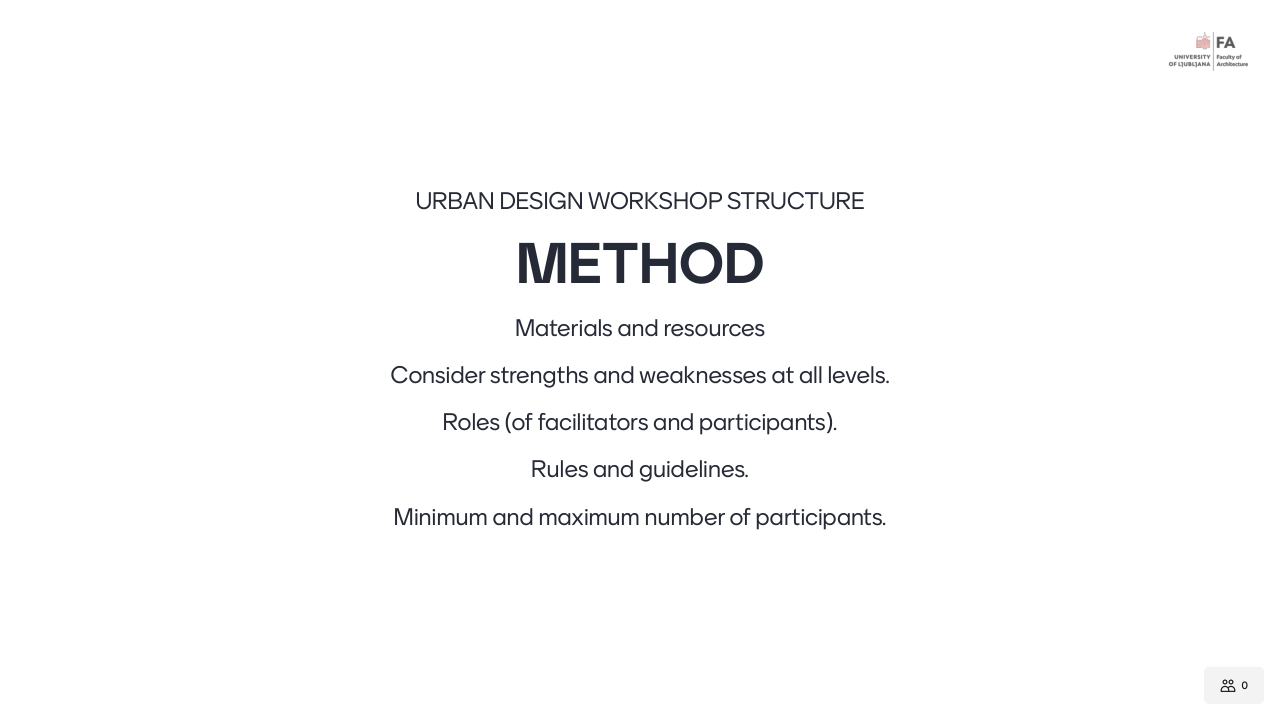 FA
UNIVERSITY
OF LJUBLJANA
Faculty of
Architecture
URBAN DESIGN WORKSHOP STRUCTURE
METHOD
Materials and resources
Consider strengths and weaknesses at all levels.
Roles (of facilitators and participants).
Rules and guidelines.
Minimum and maximum number of participants.
0